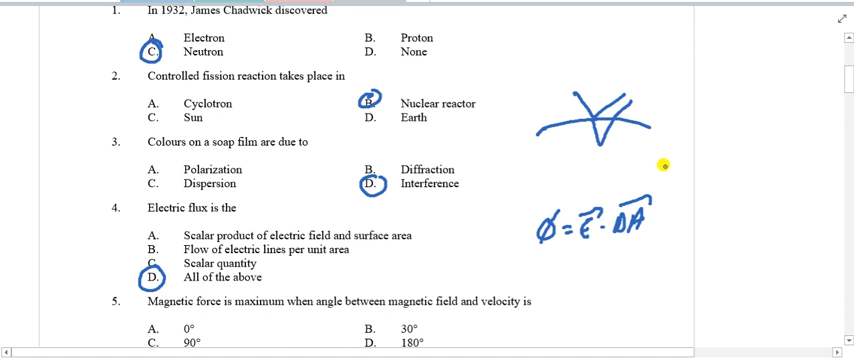 1. In 1932, James Chadwick discovered
A. Electron B. Proton
C. Neutron D. None
2. Controlled fission reaction takes place in
A. Cyclotron B. Nuclear reactor
C. Sun D. Earth
3. Colours on a soap film are due to
A. Polarization B. Diffraction
C. Dispersion D. Interference
4. Electric flux is the
A. Scalar product of electric field and surface area
B. Flow of electric lines per unit area
C. Scalar quantity
D. All of the above
ϕ = E⃗ · ΔA⃗
5. Magnetic force is maximum when angle between magnetic field and velocity is
A. 0° B. 30°
C. 90° D. 180°